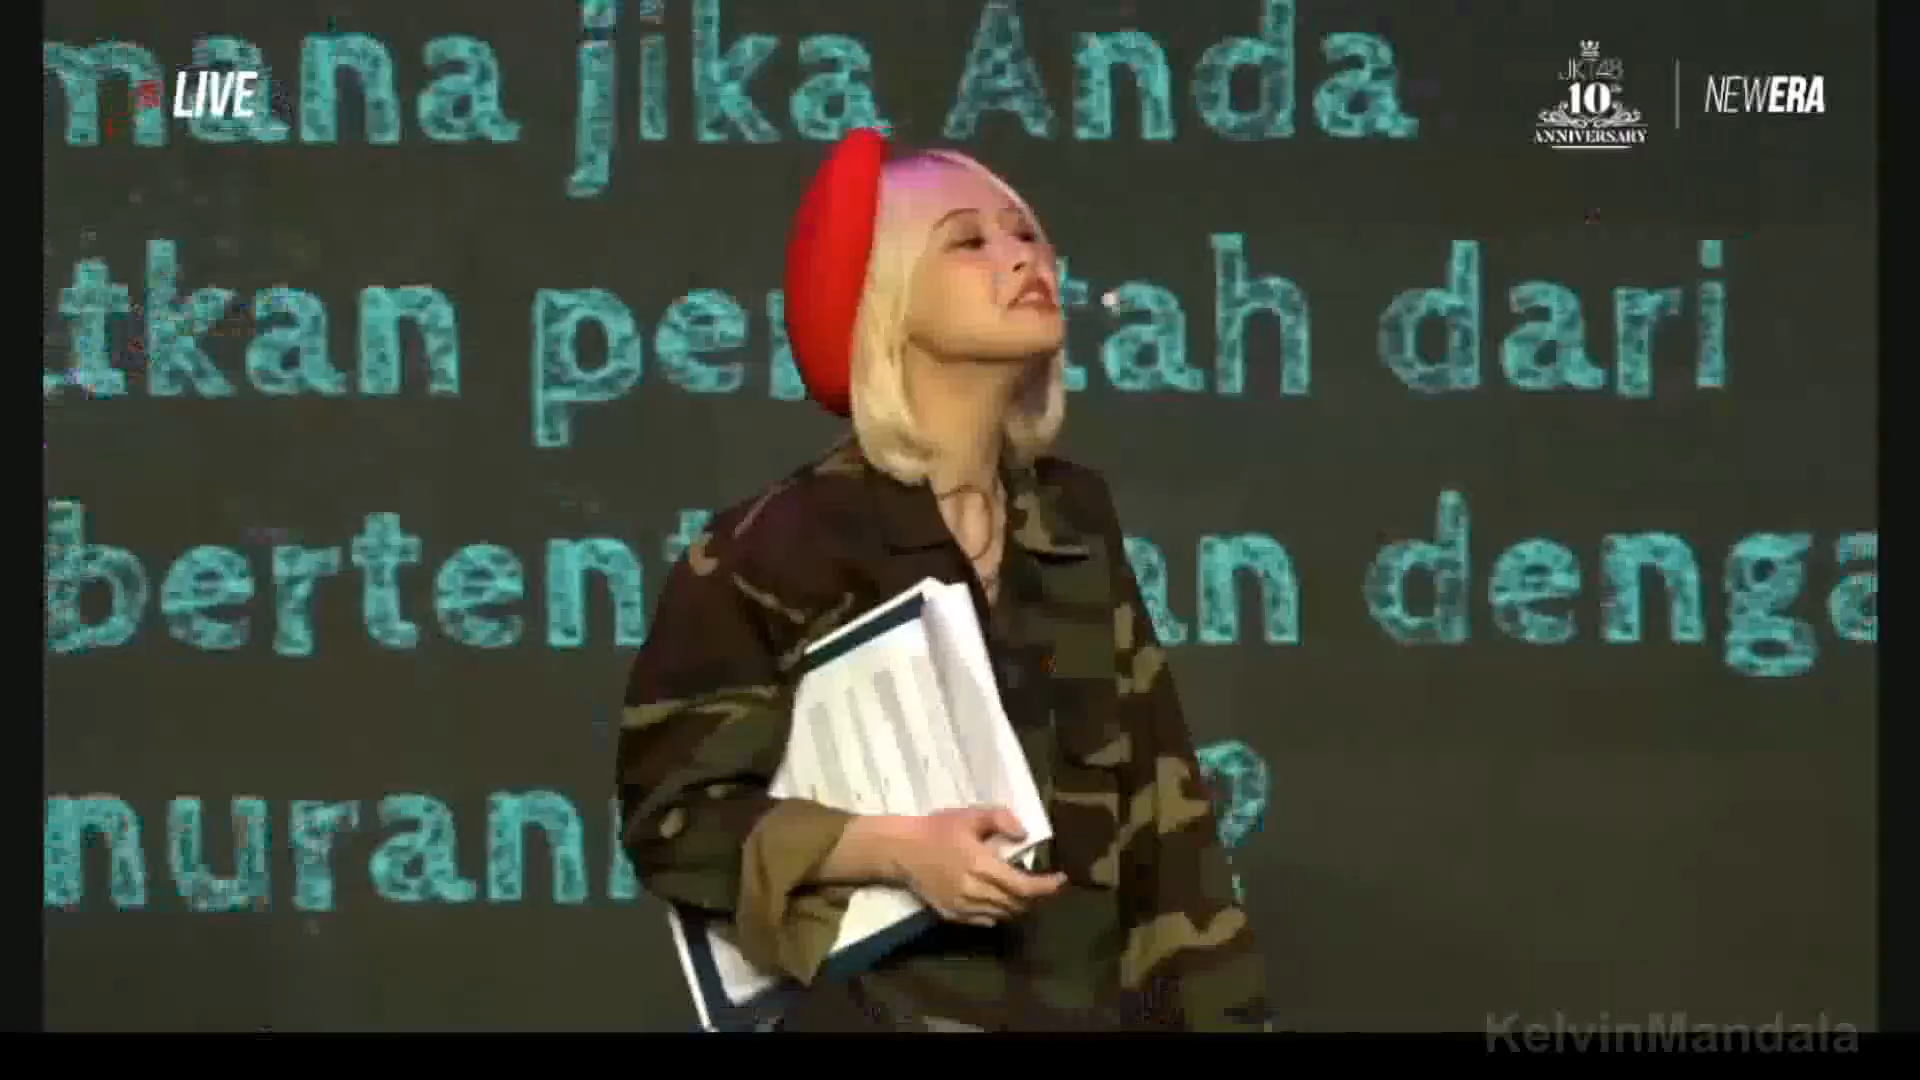 mana jika Anda
LIVE
JKT48
10th
ANNIVERSARY
NEWERA
tkan pe tah dari
berten an denga
nuran ?
KelvinMandala